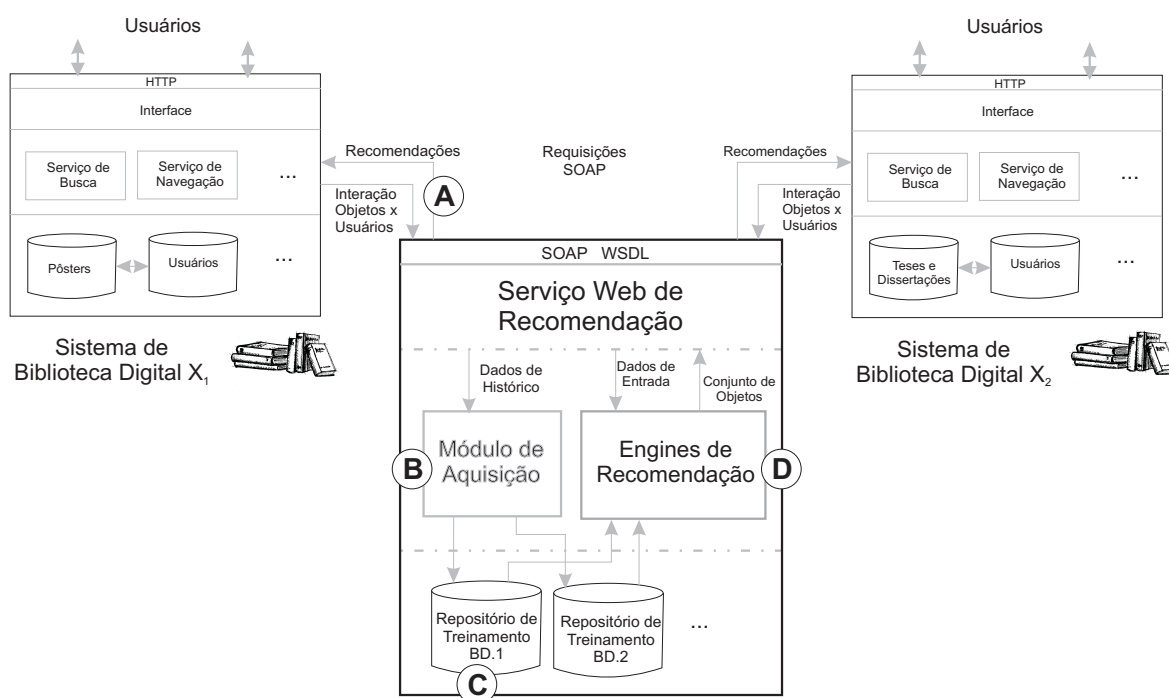 Usuários
HTTP
Interface
Serviço de
Busca
Serviço de
Navegação
...
Pôsters
Usuários
...
Sistema de
Biblioteca Digital X1
Recomendações
Interação
Objetos x
Usuários
A
Requisições
SOAP
Recomendações
Interação
Objetos x
Usuários
Usuários
HTTP
Interface
Serviço de
Busca
Serviço de
Navegação
...
Teses e
Dissertações
Usuários
...
Sistema de
Biblioteca Digital X2
SOAP WSDL
Serviço Web de
Recomendação
Dados de
Histórico
Dados de
Entrada
Conjunto de
Objetos
B
Módulo de
Aquisição
Engines de
Recomendação
D
Repositório de
Treinamento
BD.1
C
Repositório de
Treinamento
BD.2
...